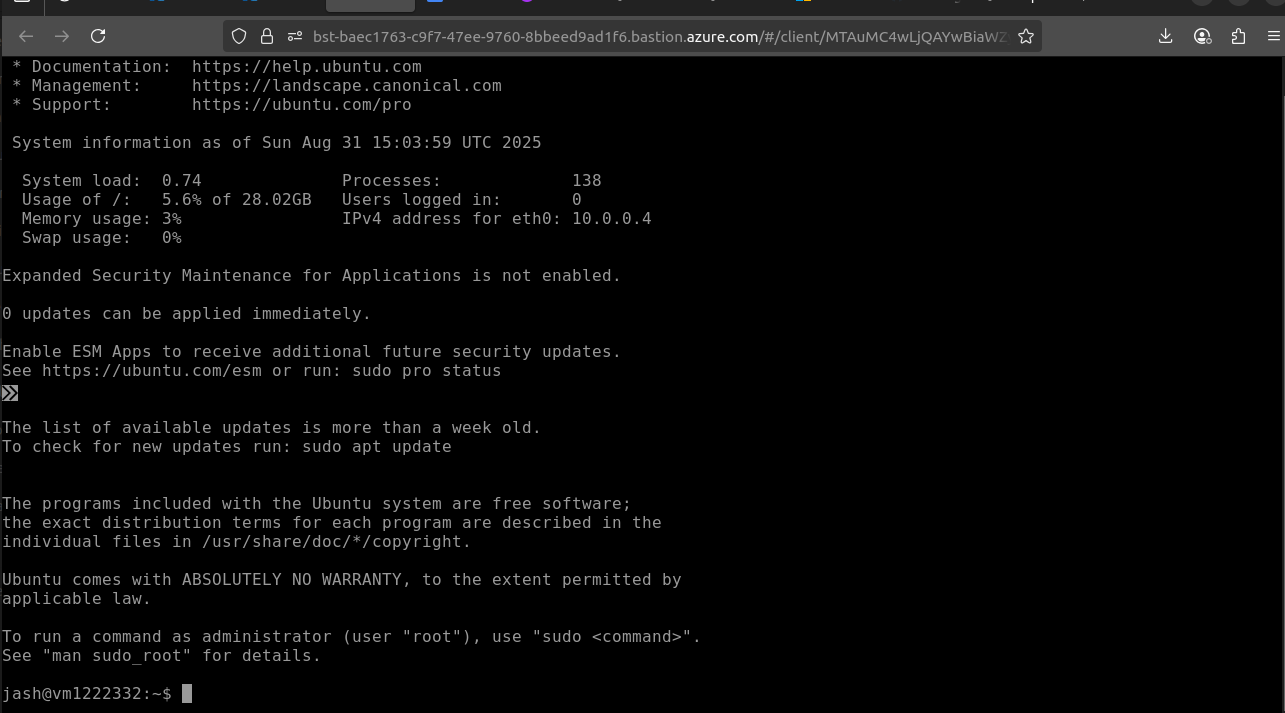 bst-baec1763-c9f7-47ee-9760-8bbeed9ad1f6.bastion.azure.com/#/client/MTAuMC4wLjQAYwBiaWZ
* Documentation:  https://help.ubuntu.com
* Management:     https://landscape.canonical.com
* Support:        https://ubuntu.com/pro
System information as of Sun Aug 31 15:03:59 UTC 2025
System load:  0.74              Processes:             138
Usage of /:   5.6% of 28.02GB   Users logged in:       0
Memory usage: 3%                IPv4 address for eth0: 10.0.0.4
Swap usage:   0%
Expanded Security Maintenance for Applications is not enabled.
0 updates can be applied immediately.
Enable ESM Apps to receive additional future security updates.
See https://ubuntu.com/esm or run: sudo pro status
The list of available updates is more than a week old.
To check for new updates run: sudo apt update
The programs included with the Ubuntu system are free software;
the exact distribution terms for each program are described in the
individual files in /usr/share/doc/*/copyright.
Ubuntu comes with ABSOLUTELY NO WARRANTY, to the extent permitted by
applicable law.
To run a command as administrator (user "root"), use "sudo <command>".
See "man sudo_root" for details.
jash@vm1222332:~$